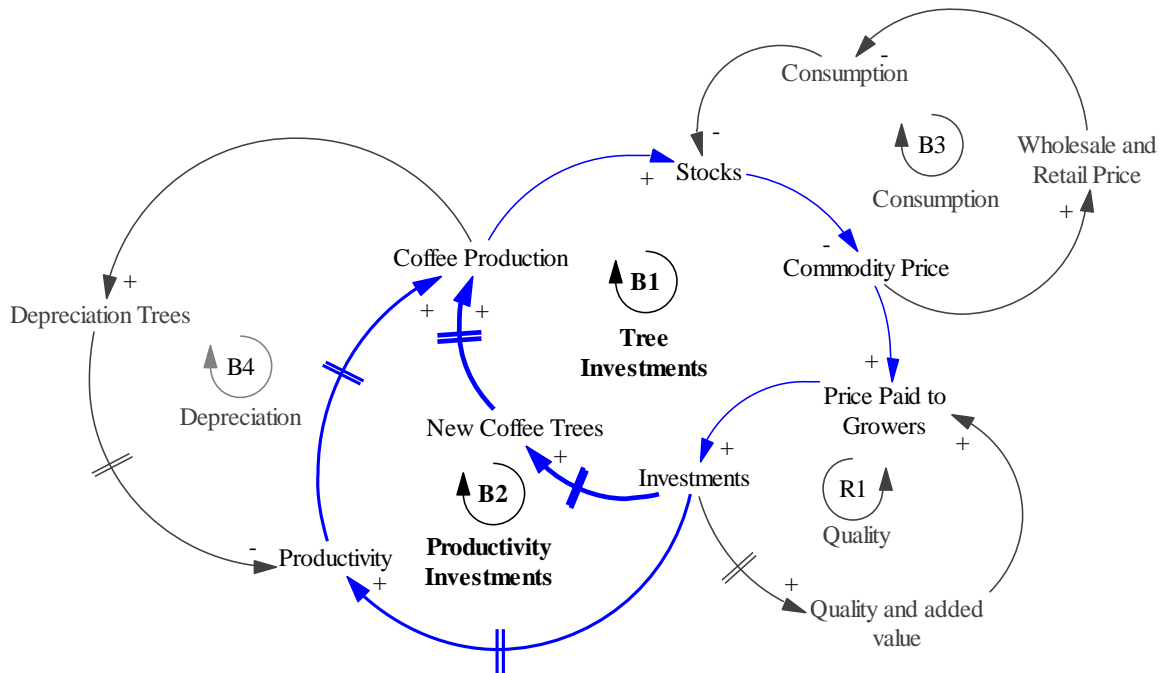 Consumption
-
-
B3
Wholesale and
Retail Price
+
Consumption
Stocks
+
Coffee Production
-
Commodity Price
B1
+
Depreciation Trees
+
+
Tree
Investments
B4
Depreciation
+
Price Paid to
Growers
+
New Coffee Trees
+
+
Investments
B2
R1
Quality
Productivity
Investments
-
Productivity
+
+
Quality and added
value